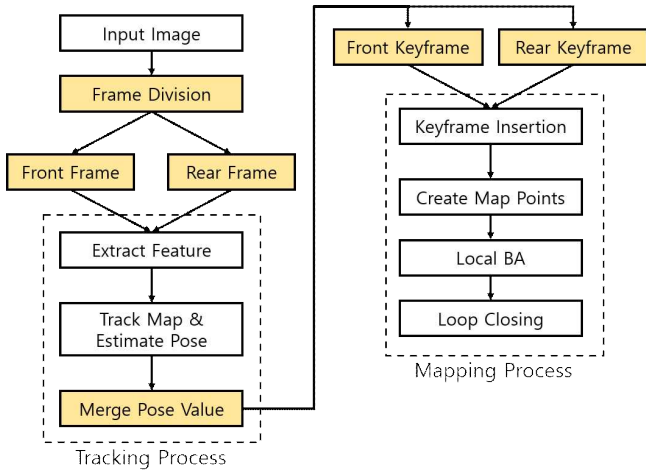 Input Image
Frame Division
Front Frame
Rear Frame
Extract Feature
Track Map &
Estimate Pose
Merge Pose Value
Tracking Process
Front Keyframe
Rear Keyframe
Keyframe Insertion
Create Map Points
Local BA
Loop Closing
Mapping Process